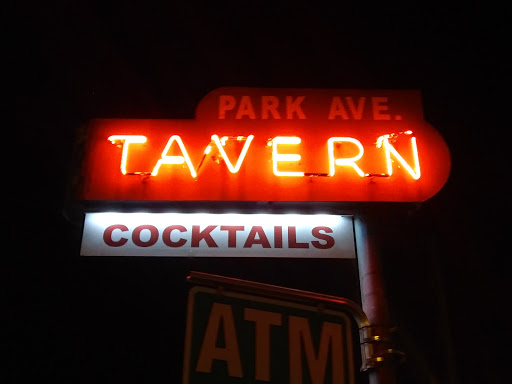 PARK AVE.
TAVERN
COCKTAILS
ATM